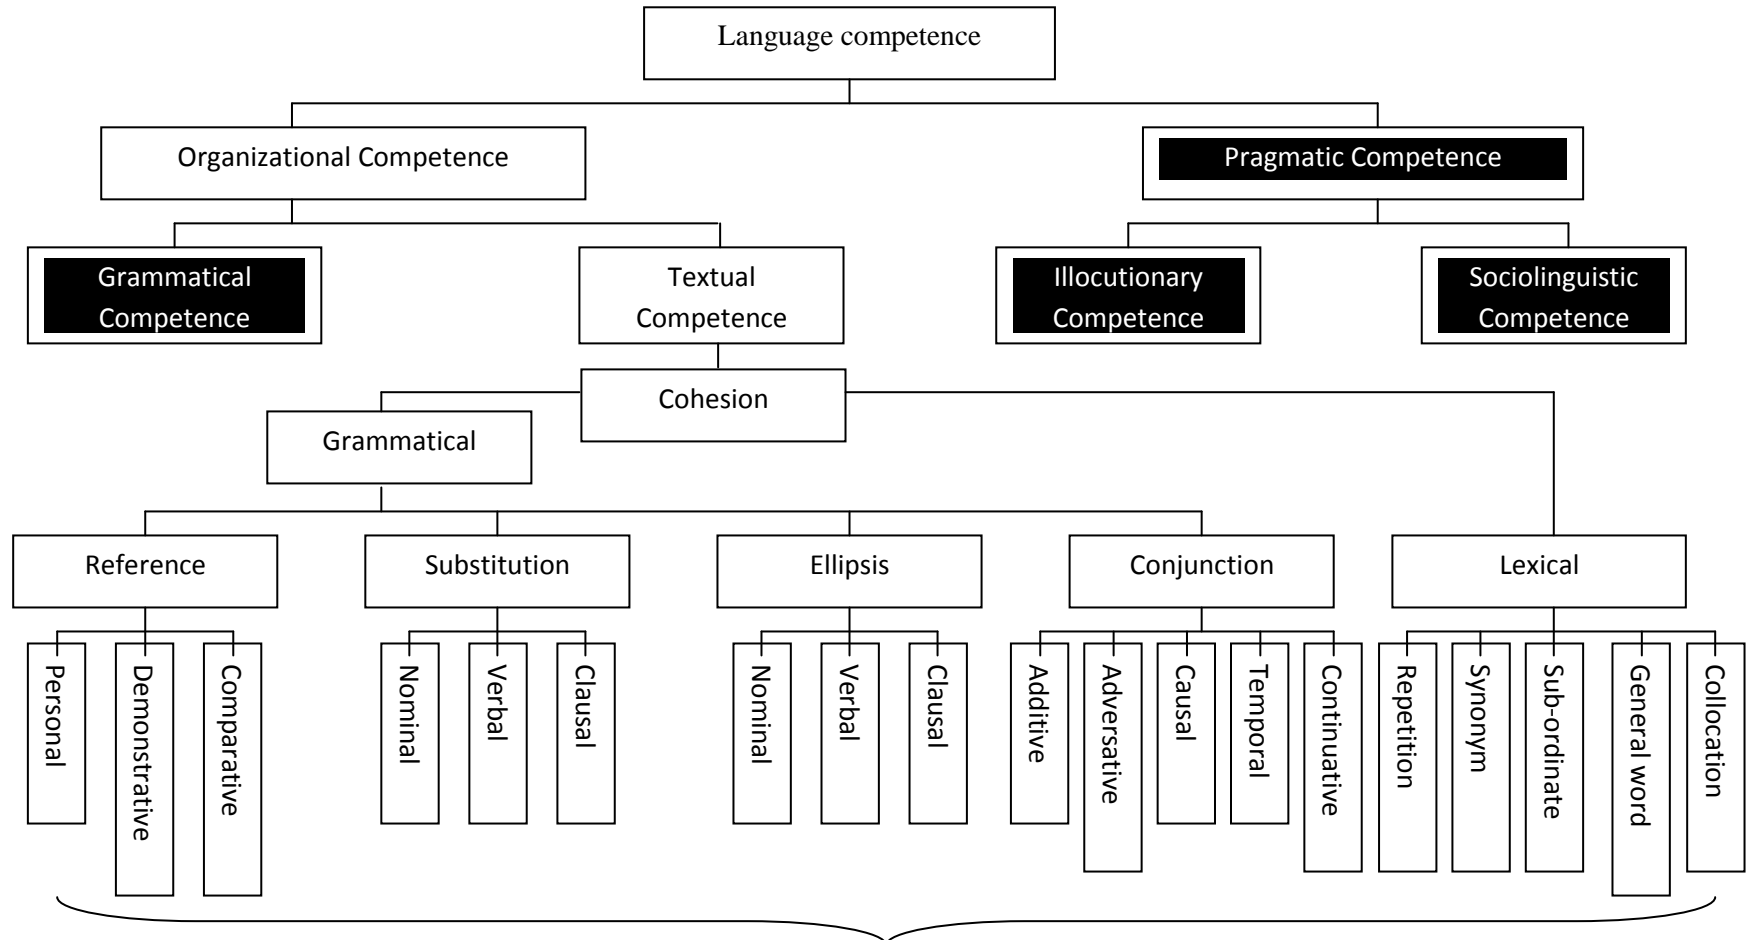 Language competence
Organizational Competence
Pragmatic Competence
Grammatical
Competence
Textual
Competence
Illocutionary
Competence
Sociolinguistic
Competence
Cohesion
Grammatical
Reference
Substitution
Ellipsis
Conjunction
Lexical
Personal
Demonstrative
Comparative
Nominal
Verbal
Clausal
Nominal
Verbal
Clausal
Additive
Adversative
Causal
Temporal
Continuative
Repetition
Synonym
Sub-ordinate
General word
Collocation